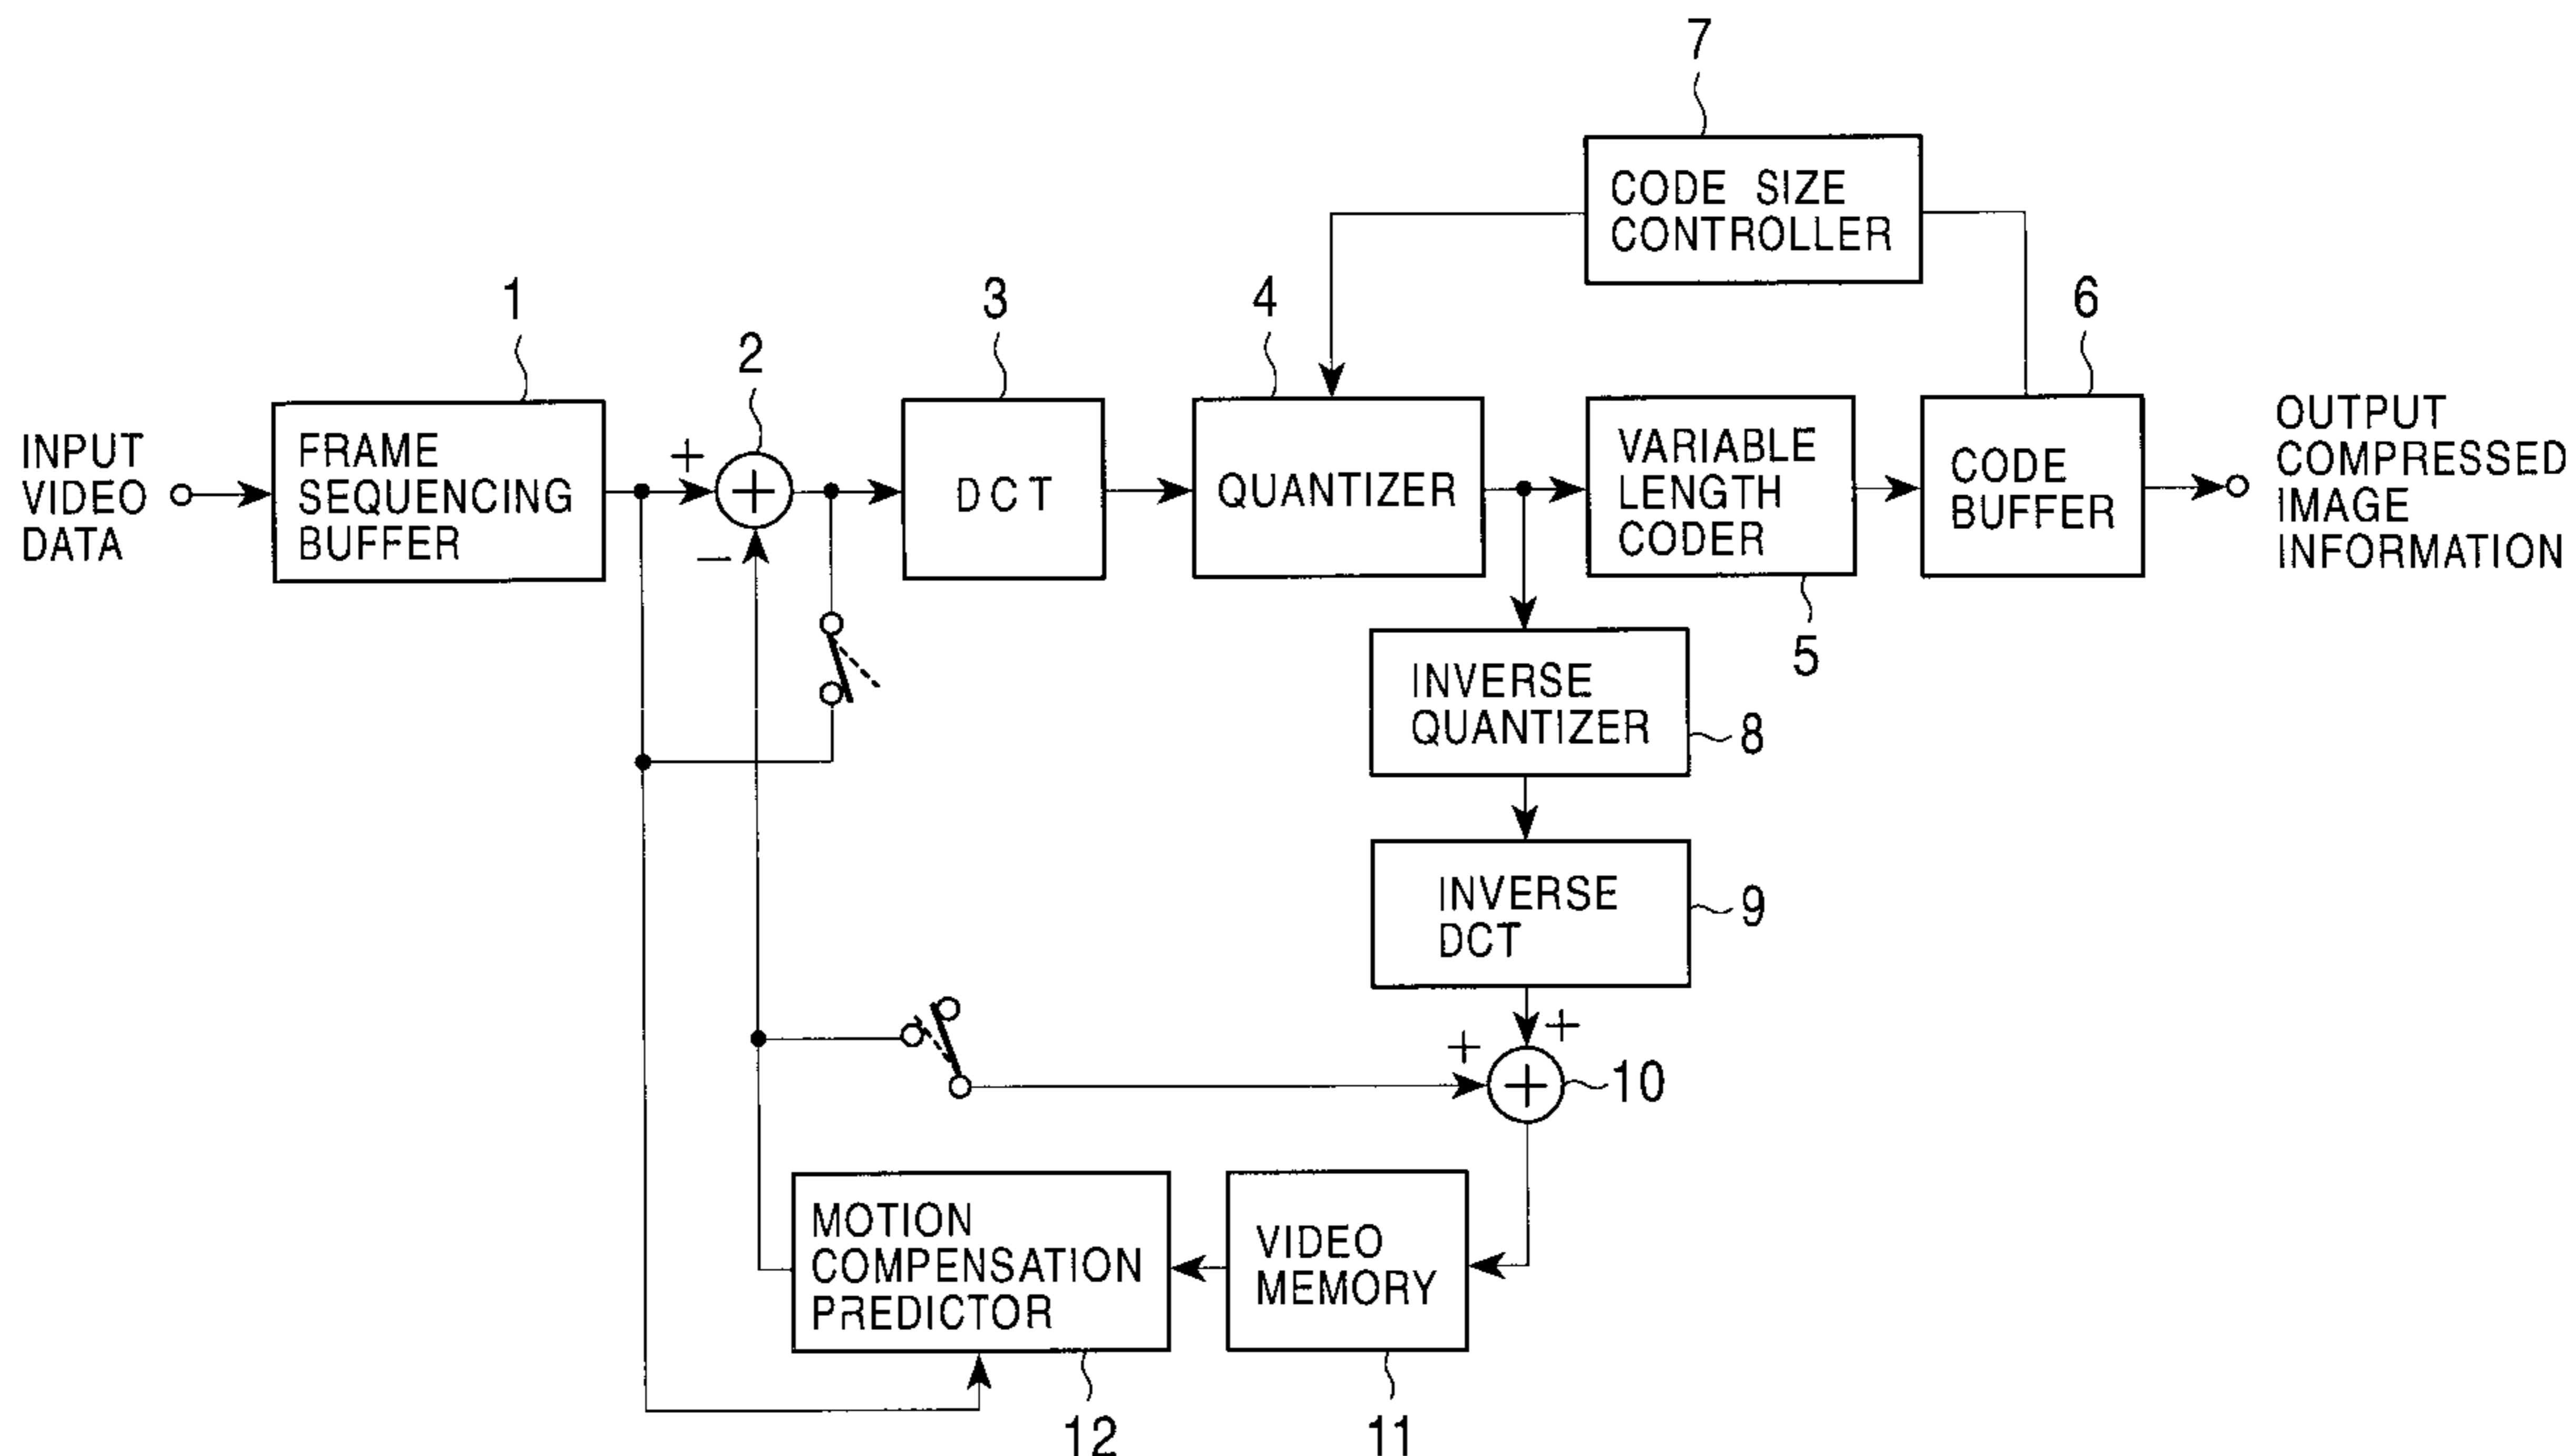 7
CODE SIZE
CONTROLLER
1
2
3
4
6
INPUT
VIDEO
DATA
FRAME
SEQUENCING
BUFFER
+
+
−
DCT
QUANTIZER
VARIABLE
LENGTH
CODER
5
CODE
BUFFER
OUTPUT
COMPRESSED
IMAGE
INFORMATION
INVERSE
QUANTIZER
8
INVERSE
DCT
9
+
+
+
10
MOTION
COMPENSATION
PREDICTOR
12
VIDEO
MEMORY
11